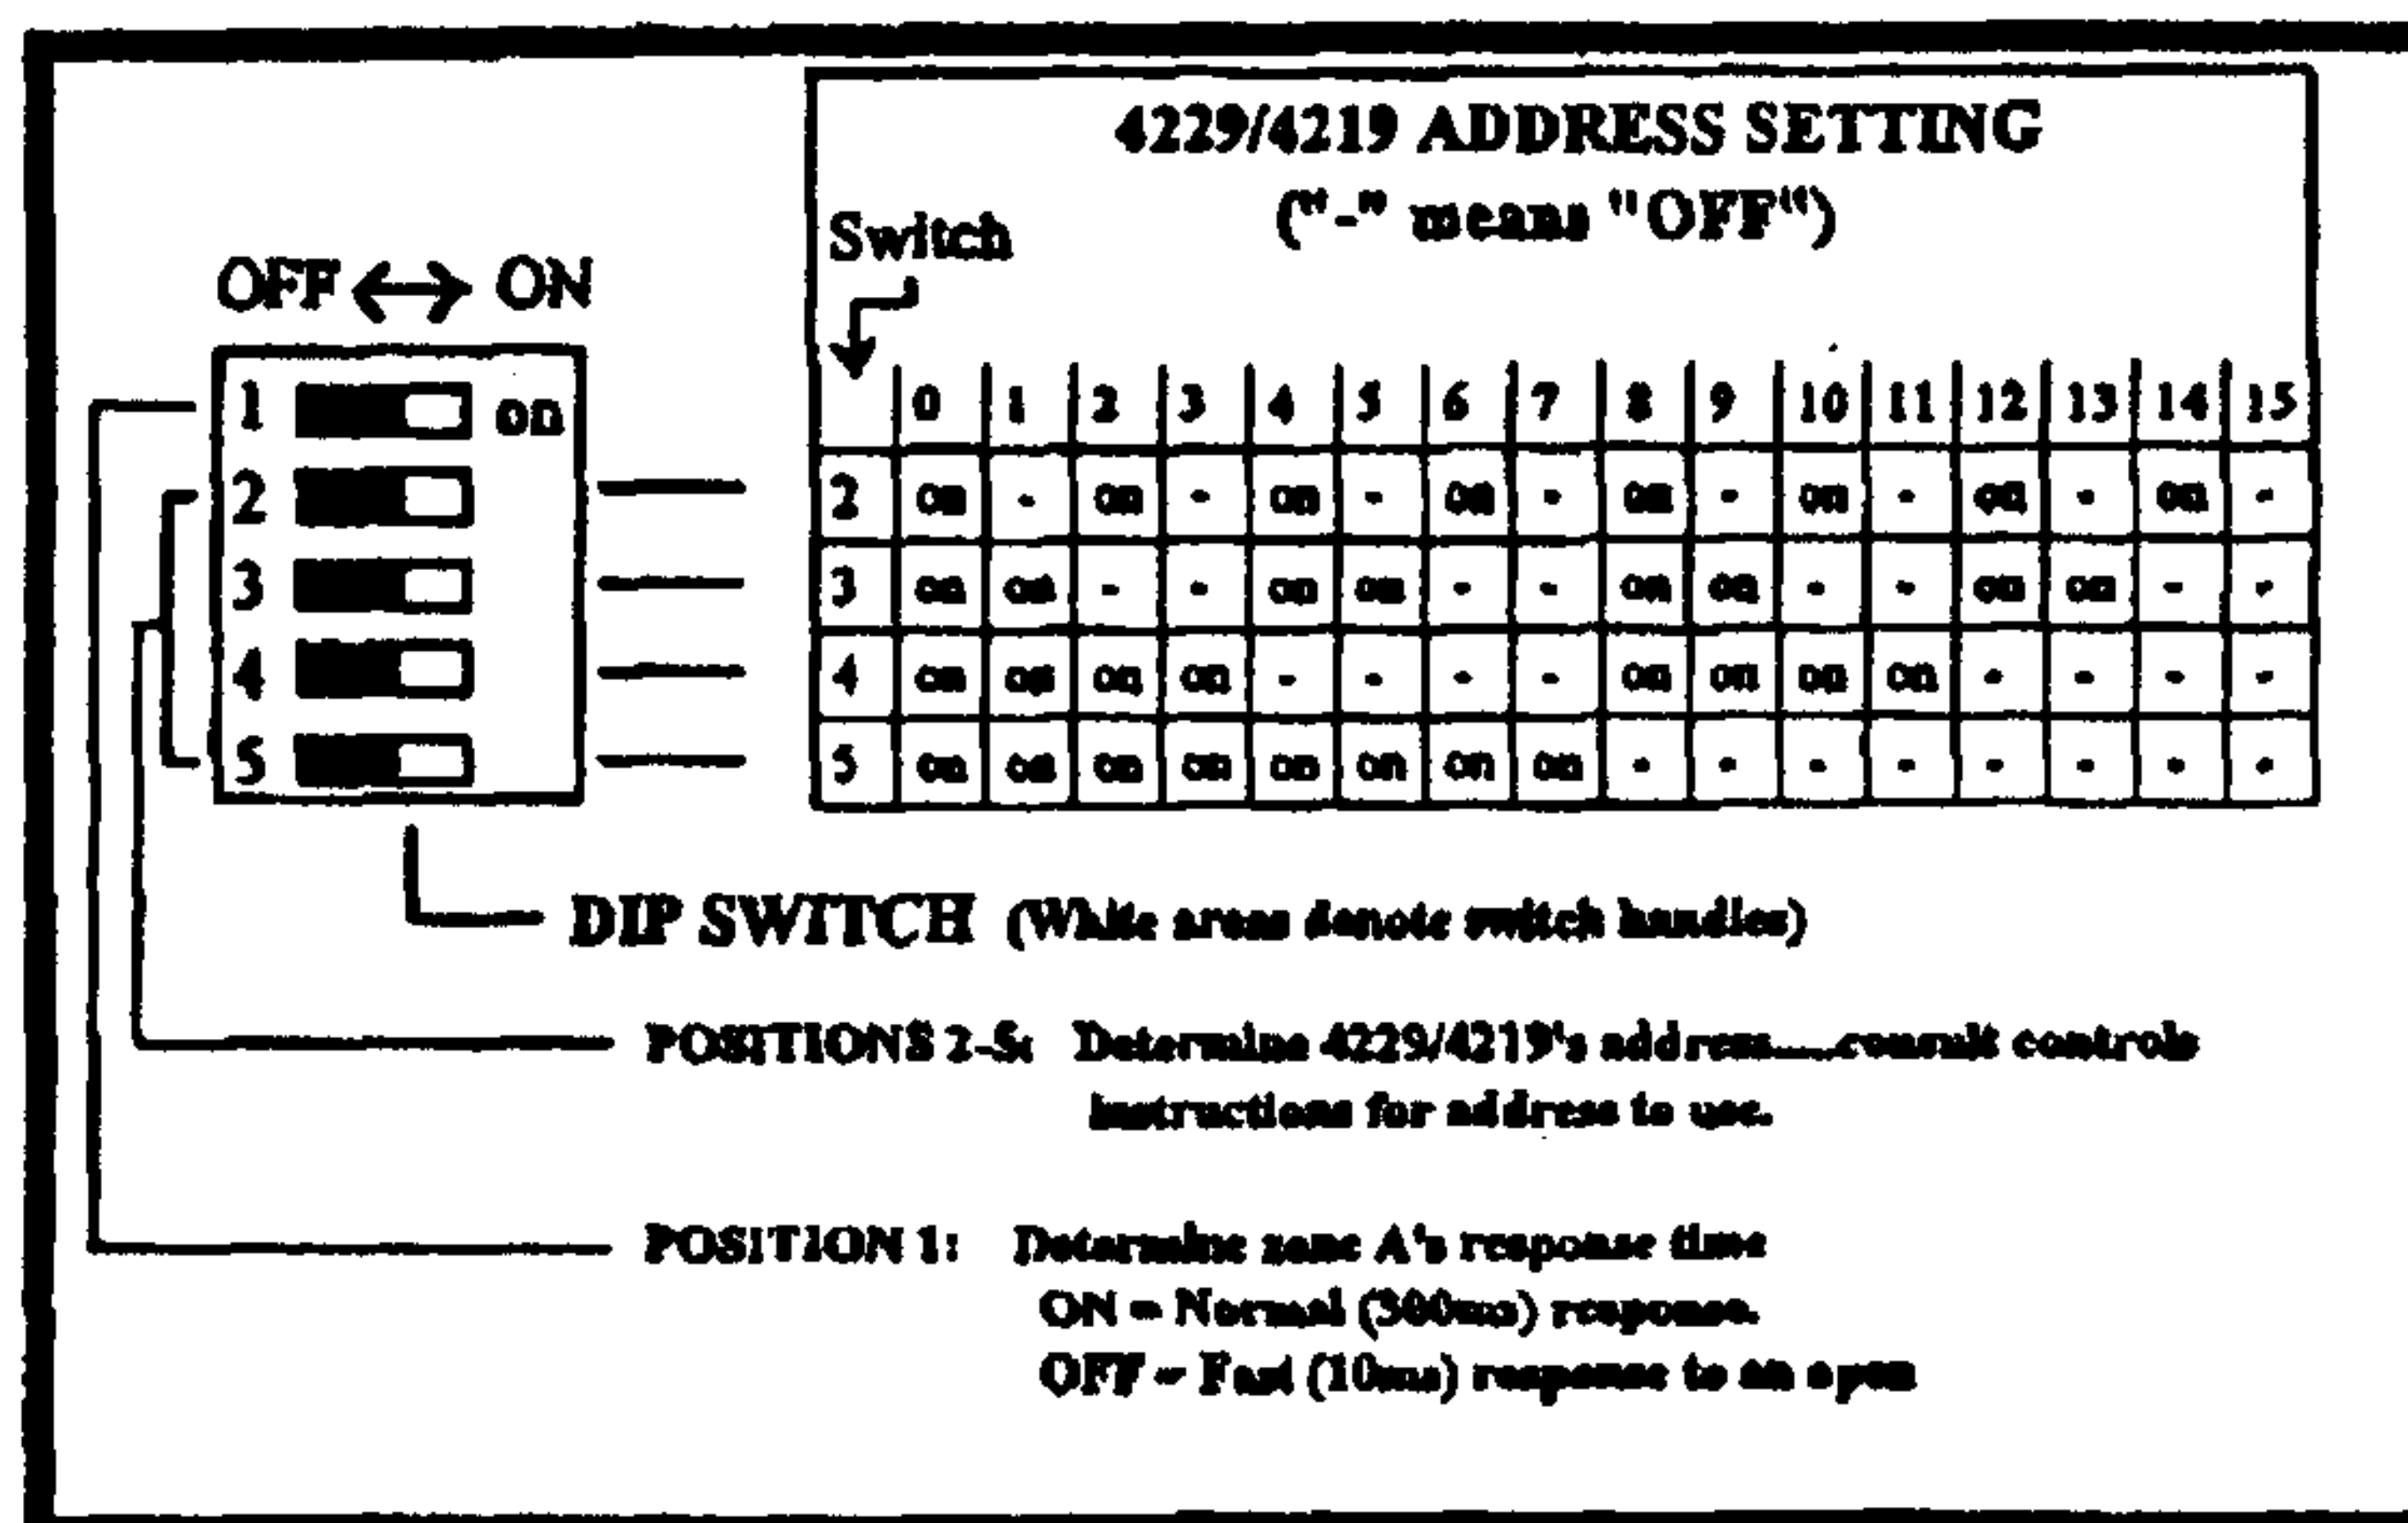 4229/4219 ADDRESS SETTING
("-" means "OFF")
Switch
OFF ↔ ON
1 on
2
3
4
5
0 1 2 3 4 5 6 7 8 9 10 11 12 13 14 15
2 on - on - on - on - on - on - on - on -
3 on on - - on on - - on on - - on on - -
4 on on on on - - - - on on on on - - - -
5 on on on on on on on on - - - - - - - -
DIP SWITCH (White areas denote switch handles)
POSITIONS 2-5: Determine 4229/4219's address.....consult controls
instructions for address to use.
POSITION 1: Determine zone A's response time
ON = Normal (300ms) response.
OFF = Fast (10ms) response to an open